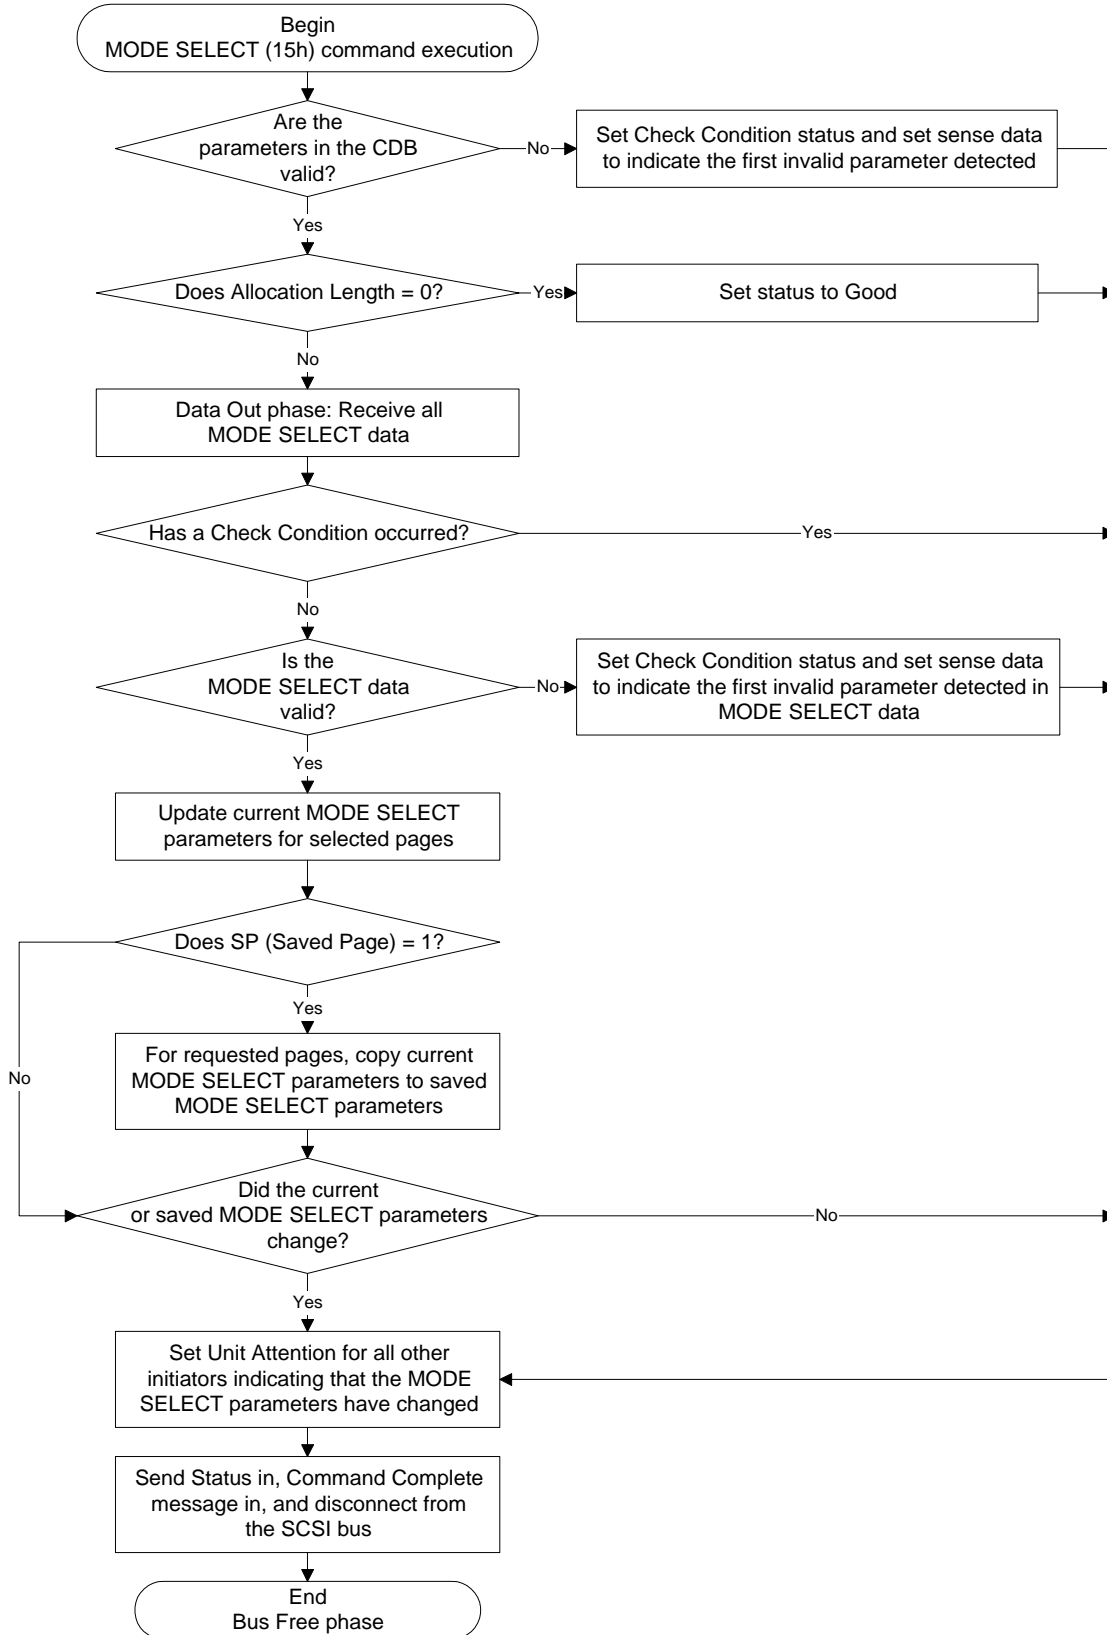 Begin
MODE SELECT (15h) command execution
Are the
parameters in the CDB
valid?
No
Set Check Condition status and set sense data
to indicate the first invalid parameter detected
Yes
Does Allocation Length = 0?
Yes
Set status to Good
No
Data Out phase: Receive all
MODE SELECT data
Has a Check Condition occurred?
Yes
No
Is the
MODE SELECT data
valid?
No
Set Check Condition status and set sense data
to indicate the first invalid parameter detected in
MODE SELECT data
Yes
Update current MODE SELECT
parameters for selected pages
Does SP (Saved Page) = 1?
Yes
No
For requested pages, copy current
MODE SELECT parameters to saved
MODE SELECT parameters
Did the current
or saved MODE SELECT parameters
change?
No
Yes
Set Unit Attention for all other
initiators indicating that the MODE
SELECT parameters have changed
Send Status in, Command Complete
message in, and disconnect from
the SCSI bus
End
Bus Free phase